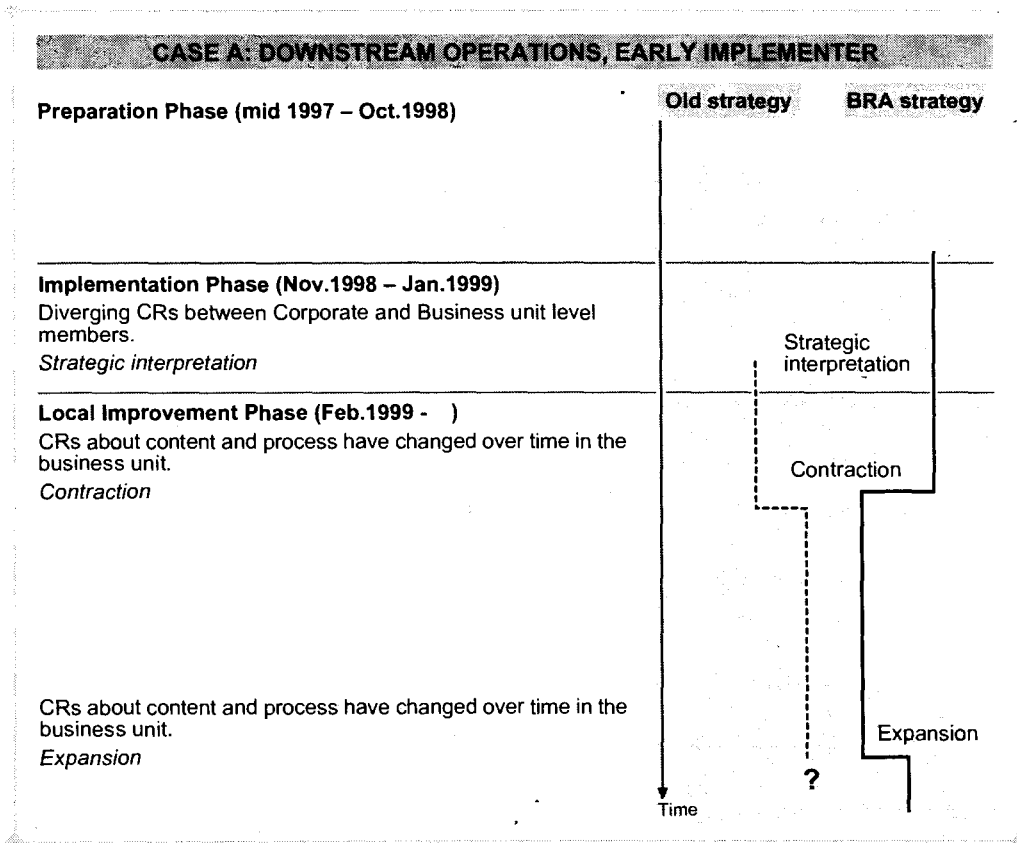 CASE A: DOWNSTREAM OPERATIONS, EARLY IMPLEMENTER
Preparation Phase (mid 1997 – Oct.1998)
Old strategy
BRA strategy
Implementation Phase (Nov.1998 – Jan.1999)
Diverging CRs between Corporate and Business unit level
members.
Strategic interpretation
Strategic
interpretation
Local Improvement Phase (Feb.1999 - )
CRs about content and process have changed over time in the
business unit.
Contraction
Contraction
CRs about content and process have changed over time in the
business unit.
Expansion
Expansion
?
Time